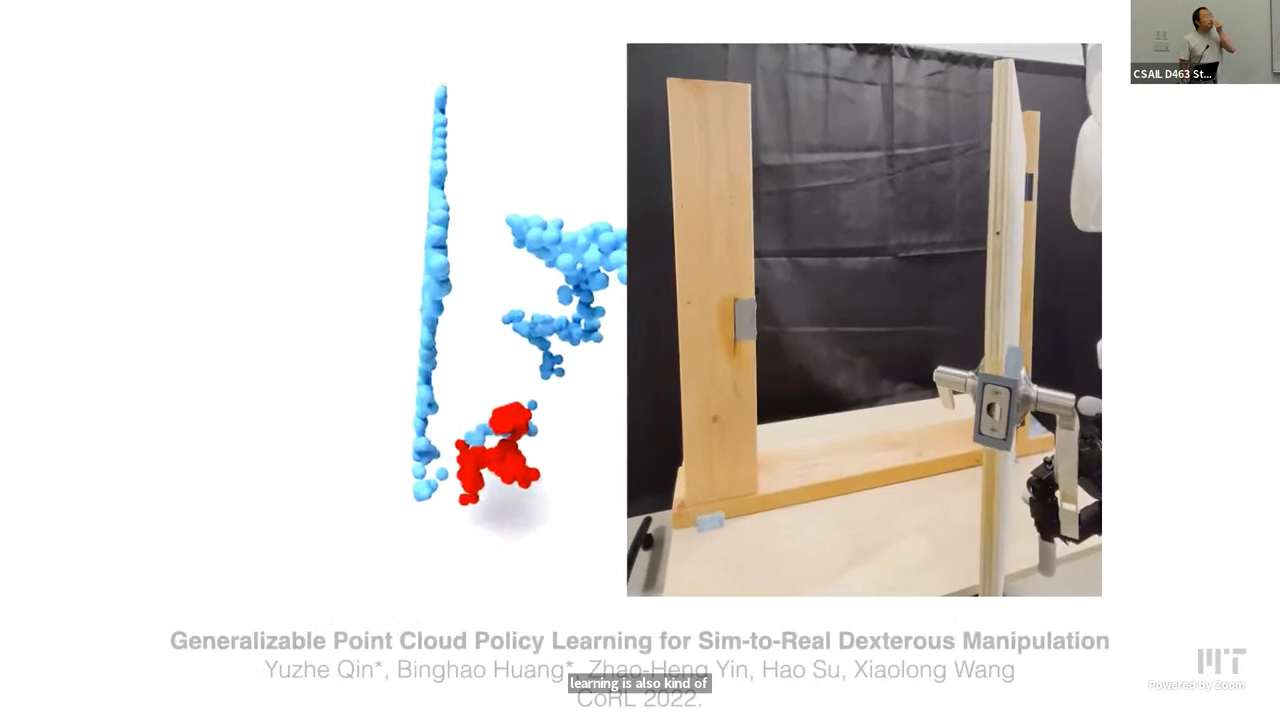 CSAIL D463 St...
Generalizable Point Cloud Policy Learning for Sim-to-Real Dexterous Manipulation
Yuzhe Qin*, Binghao Huang*, Zhao-Heng Yin, Hao Su, Xiaolong Wang
learning is also kind of
CoRL 2022.
MIT
Powered by Zoom